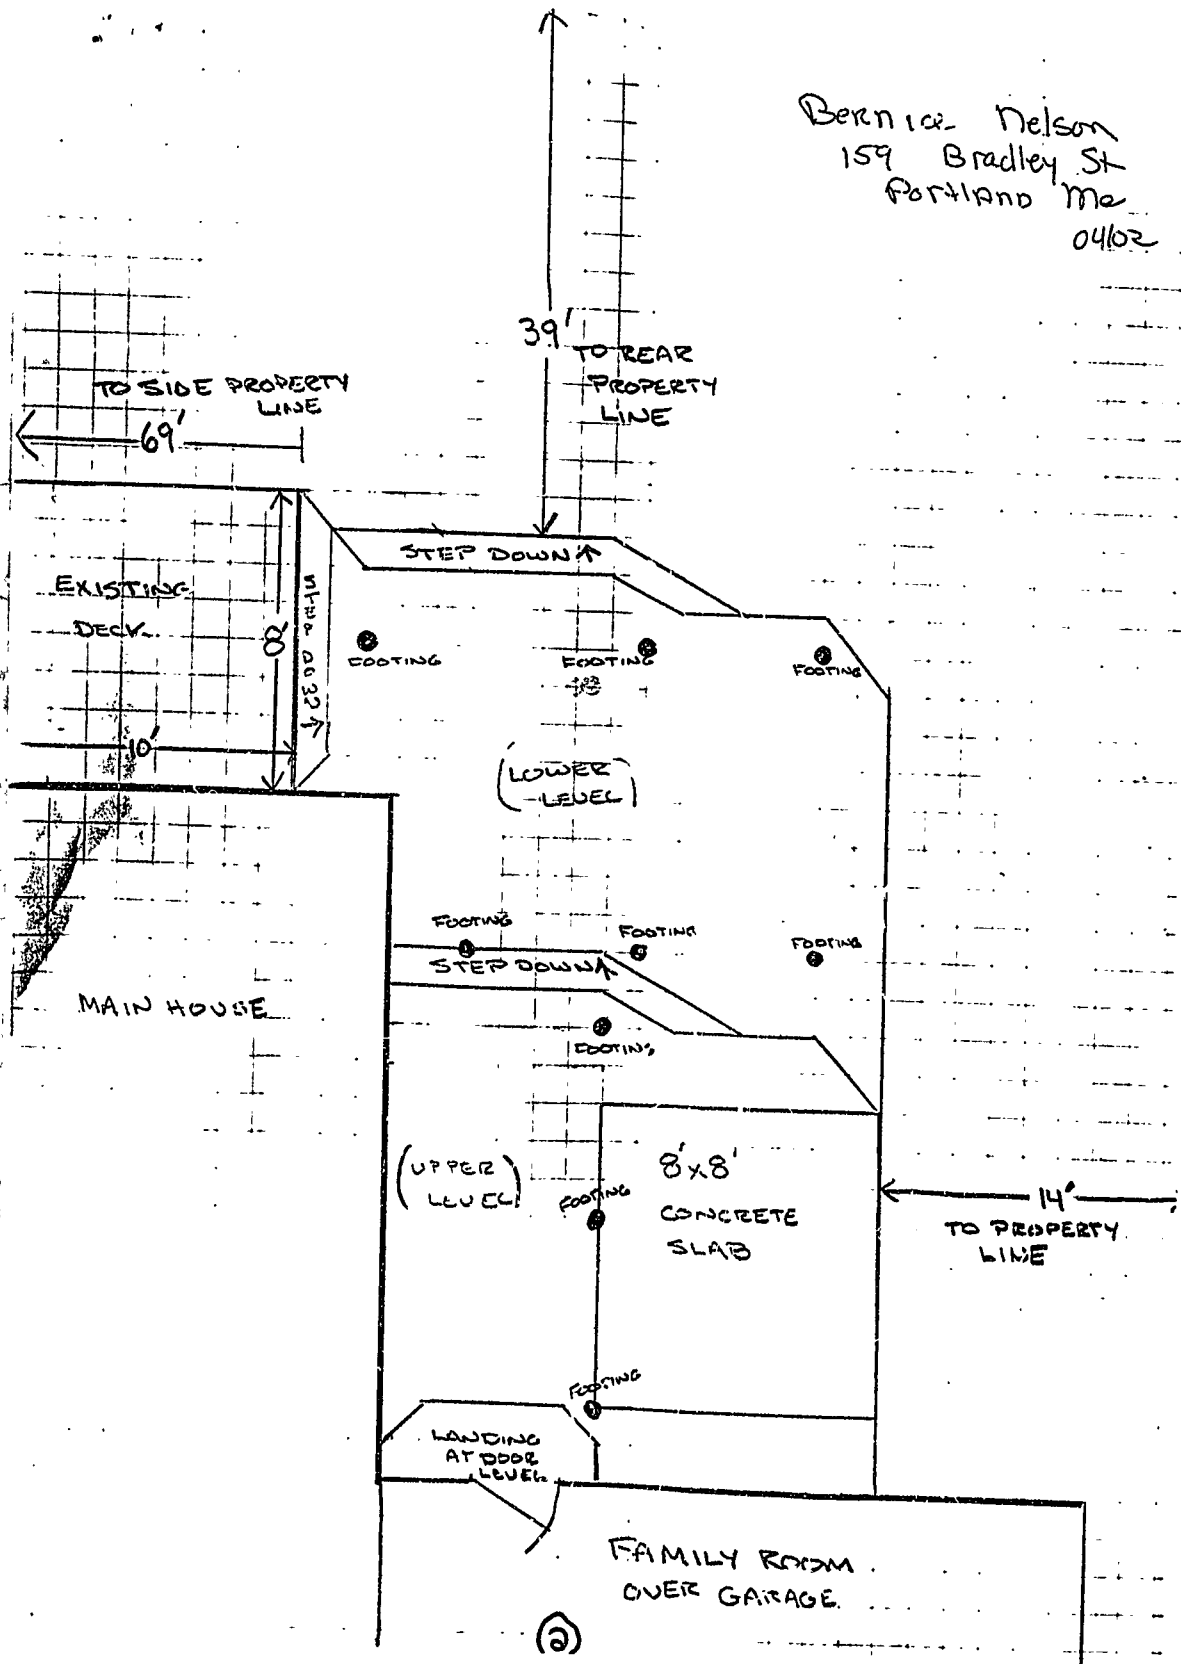 Bernice Nelson
159 Bradley St
Portland Me
04102
39'
TO REAR
PROPERTY
LINE
TO SIDE PROPERTY
LINE
69'
STEP DOWN
EXISTING
DECK
8'
10'
FOOTING
FOOTING
FOOTING
(LOWER
LEVEL)
FOOTING
FOOTING
FOOTING
STEP DOWN
MAIN HOUSE
FOOTING
(UPPER
LEVEL)
FOOTING
8'x8'
CONCRETE
SLAB
14'
TO PROPERTY
LINE
FOOTING
LANDING
AT DOOR
LEVEL
FAMILY ROOM
OVER GARAGE
2